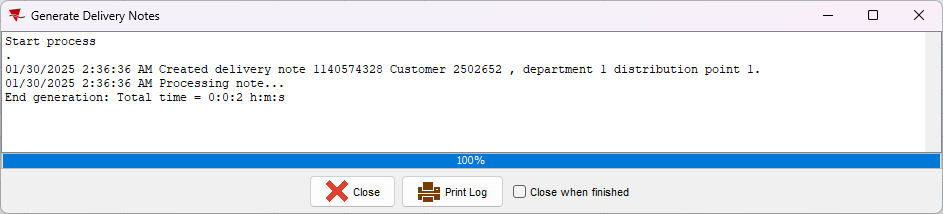 Generate Delivery Notes
Start process
.
01/30/2025 2:36:36 AM Created delivery note 1140574328 Customer 2502652 , department 1 distribution point 1.
01/30/2025 2:36:36 AM Processing note...
End generation: Total time = 0:0:2 h:m:s
100%
Close
Print Log
Close when finished